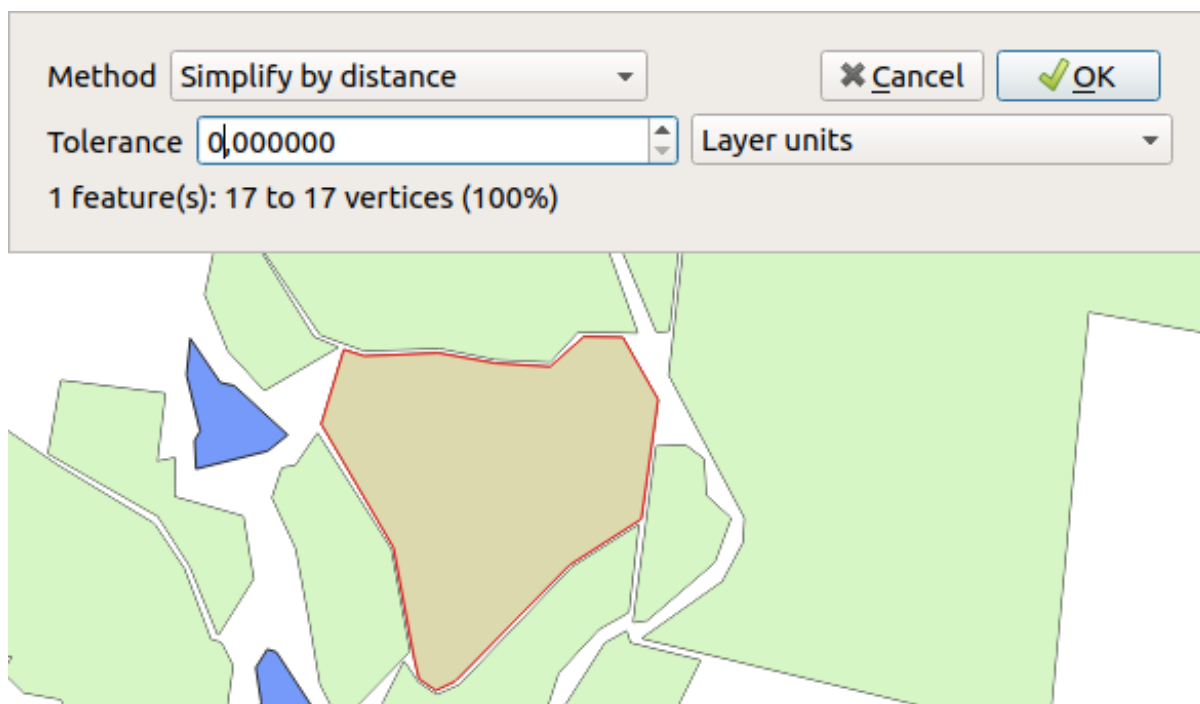 Method Simplify by distance Cancel OK
Tolerance 0,000000 Layer units
1 feature(s): 17 to 17 vertices (100%)